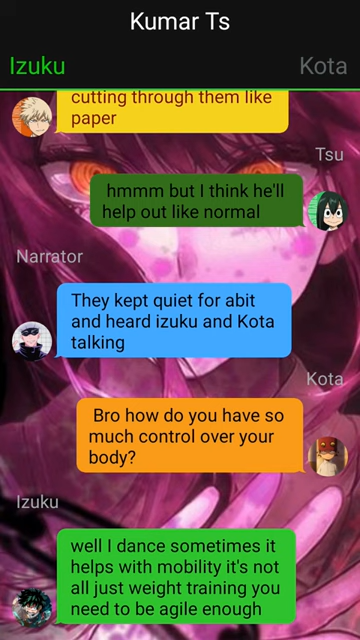 Kumar Ts
Izuku
Kota
cutting through them like
paper
Tsu
hmmm but I think he'll
help out like normal
Narrator
They kept quiet for abit
and heard izuku and Kota
talking
Kota
Bro how do you have so
much control over your
body?
Izuku
well I dance sometimes it
helps with mobility it's not
all just weight training you
need to be agile enough